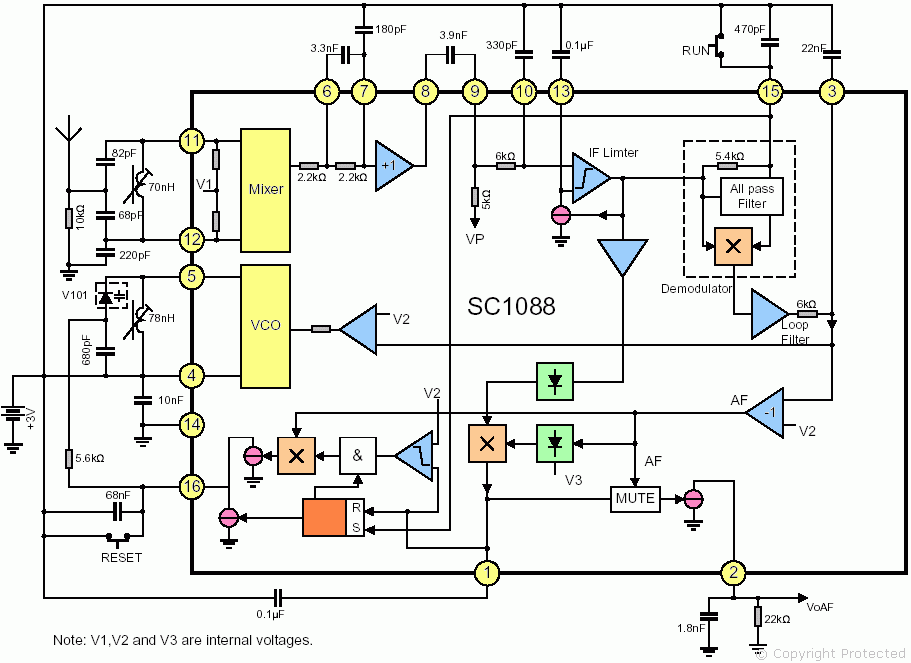 180pF
3.3nF
3.9nF
330pF
0.1µF
RUN
470pF
22nF
6
7
8
9
10
13
15
3
11
82pF
70nH
V1
Mixer
10kΩ
68pF
12
220pF
2.2kΩ
2.2kΩ
+1
6kΩ
5kΩ
VP
IF Limter
5.4kΩ
All pass
Filter
Demodulator
5
V101
78nH
VCO
V2
SC1088
6kΩ
Loop
Filter
680pF
4
+3V
10nF
14
V2
AF
-1
V2
&
V3
AF
5.6kΩ
16
68nF
R
S
MUTE
RESET
1
2
0.1µF
1.8nF
22kΩ
VoAF
Note: V1,V2 and V3 are internal voltages.
© Copyright Protected